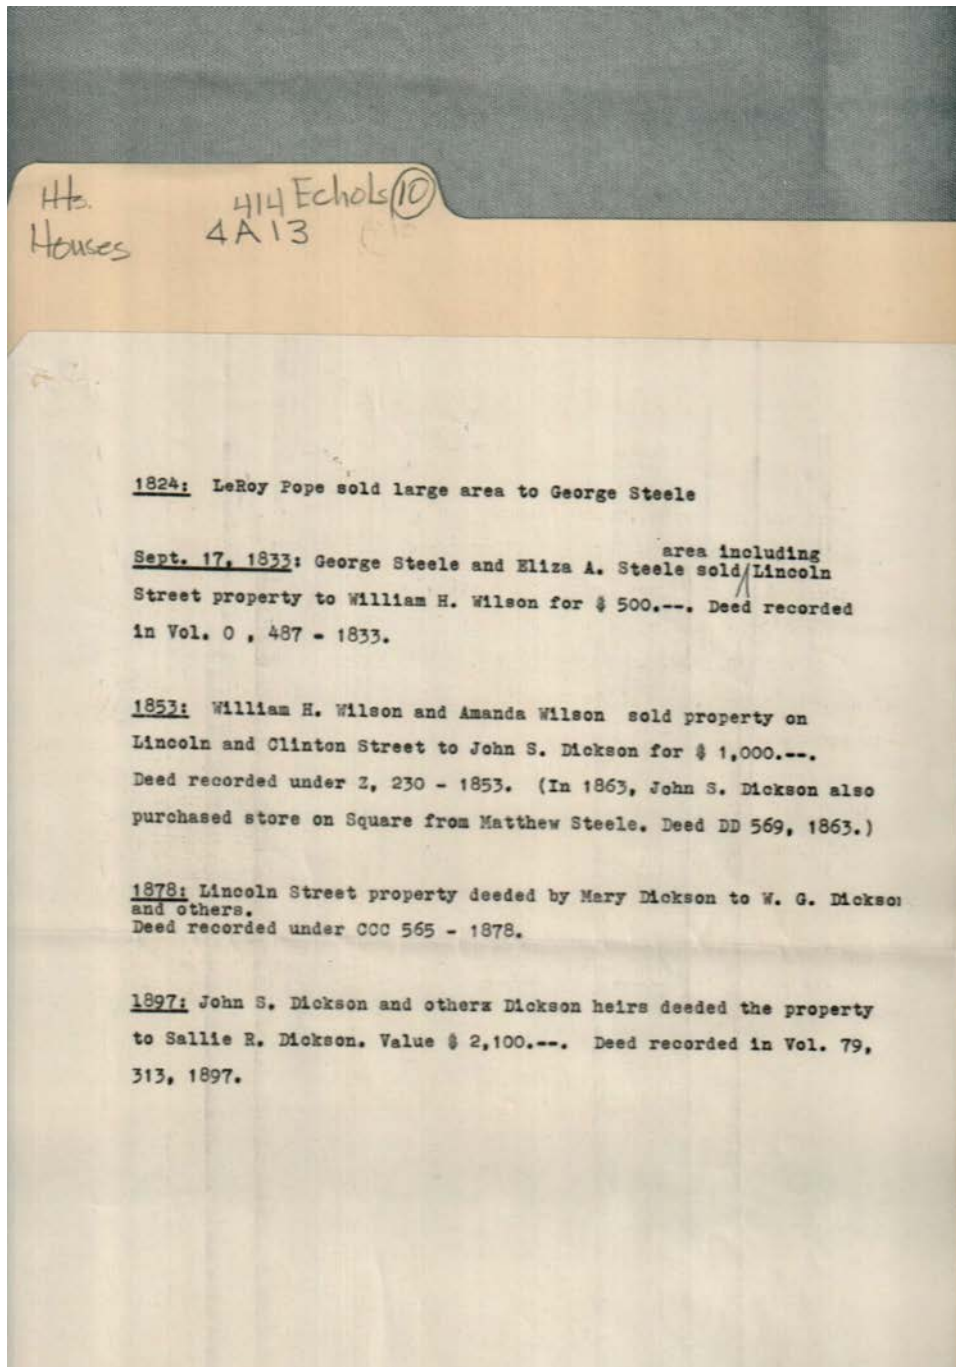 Hts. 414 Echols 10
Houses 4A13
1824: LeRoy Pope sold large area to George Steele
area including
Sept. 17, 1833: George Steele and Eliza A. Steele sold/Lincoln
Street property to William H. Wilson for $ 500.--. Deed recorded
in Vol. O , 487 - 1833.
1853: William H. Wilson and Amanda Wilson sold property on
Lincoln and Clinton Street to John S. Dickson for $ 1,000.--.
Deed recorded under Z, 230 - 1853. (In 1863, John S. Dickson also
purchased store on Square from Matthew Steele. Deed DD 569, 1863.)
1878: Lincoln Street property deeded by Mary Dickson to W. G. Dickson
and others.
Deed recorded under CCC 565 - 1878.
1897: John S. Dickson and otherx Dickson heirs deeded the property
to Sallie R. Dickson. Value $ 2,100.--. Deed recorded in Vol. 79,
313, 1897.